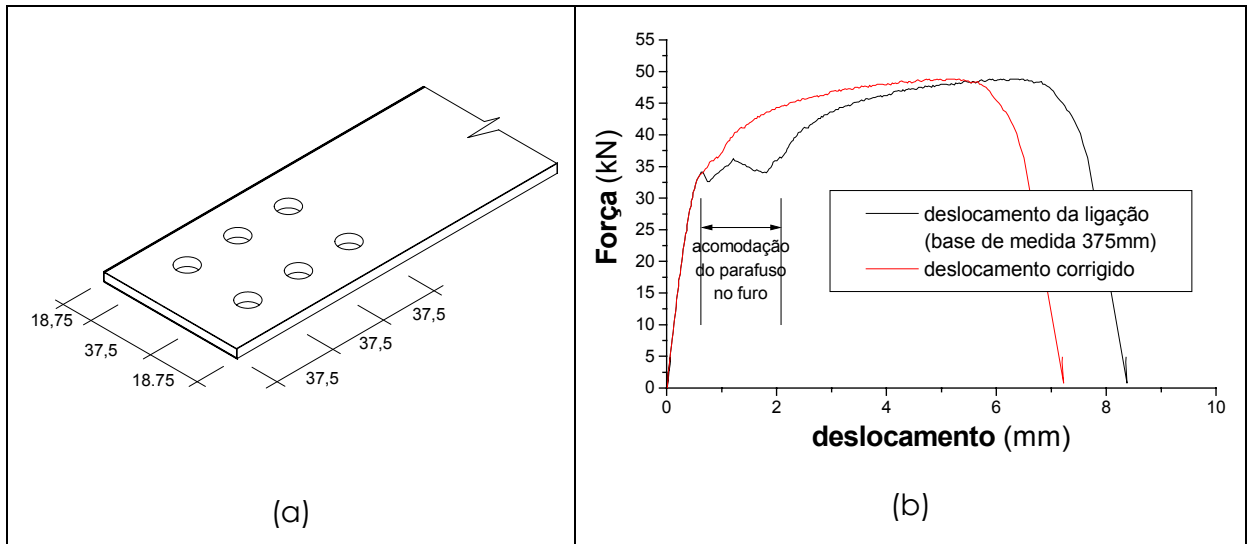 18,75
37,5
18.75
37,5
37,5
37,5
(a)
55
50
45
40
35
30
25
20
15
10
5
0
Força (kN)
acomodação
do parafuso
no furo
deslocamento da ligação
(base de medida 375mm)
deslocamento corrigido
0
2
4
6
8
10
deslocamento (mm)
(b)